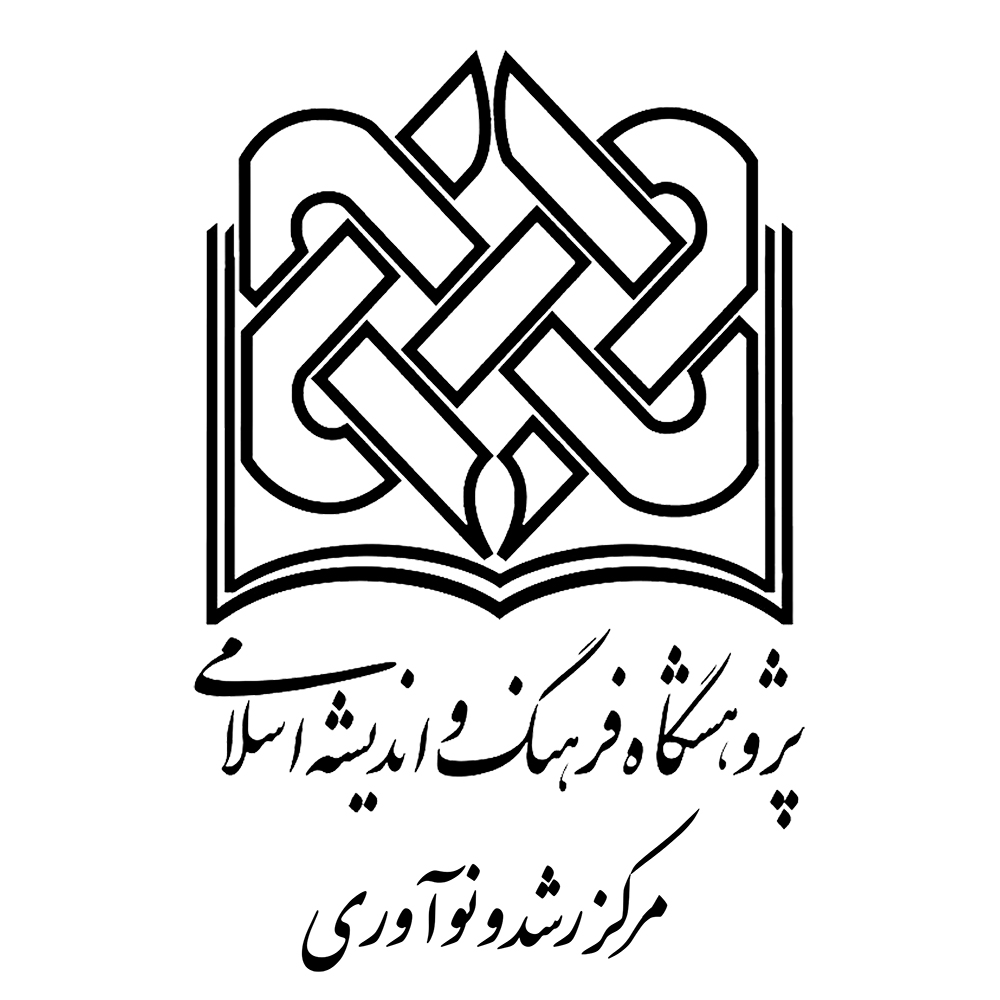 پژوهشگاه فرهنگ و اندیشه اسلامی
مرکز رشد و نوآوری